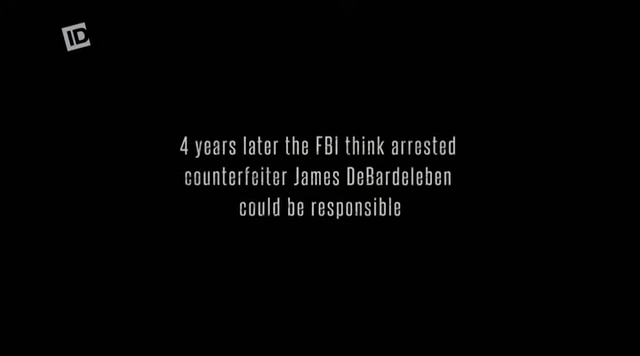 ID
4 years later the FBI think arrested
counterfeiter James DeBardeleben
could be responsible